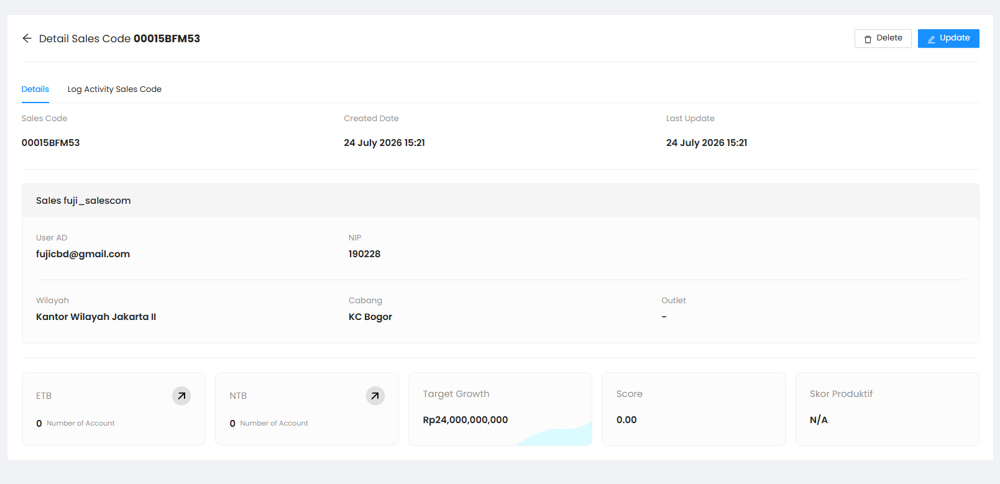 Detail Sales Code 00015BFM53
Delete
Update
Details
Log Activity Sales Code
Sales Code
Created Date
Last Update
00015BFM53
24 July 2026 15:21
24 July 2026 15:21
Sales fuji_salescom
User AD
NIP
fujicbd@gmail.com
190228
Wilayah
Cabang
Outlet
Kantor Wilayah Jakarta II
KC Bogor
-
ETB
0 Number of Account
NTB
0 Number of Account
Target Growth
Rp24,000,000,000
Score
0.00
Skor Produktif
N/A